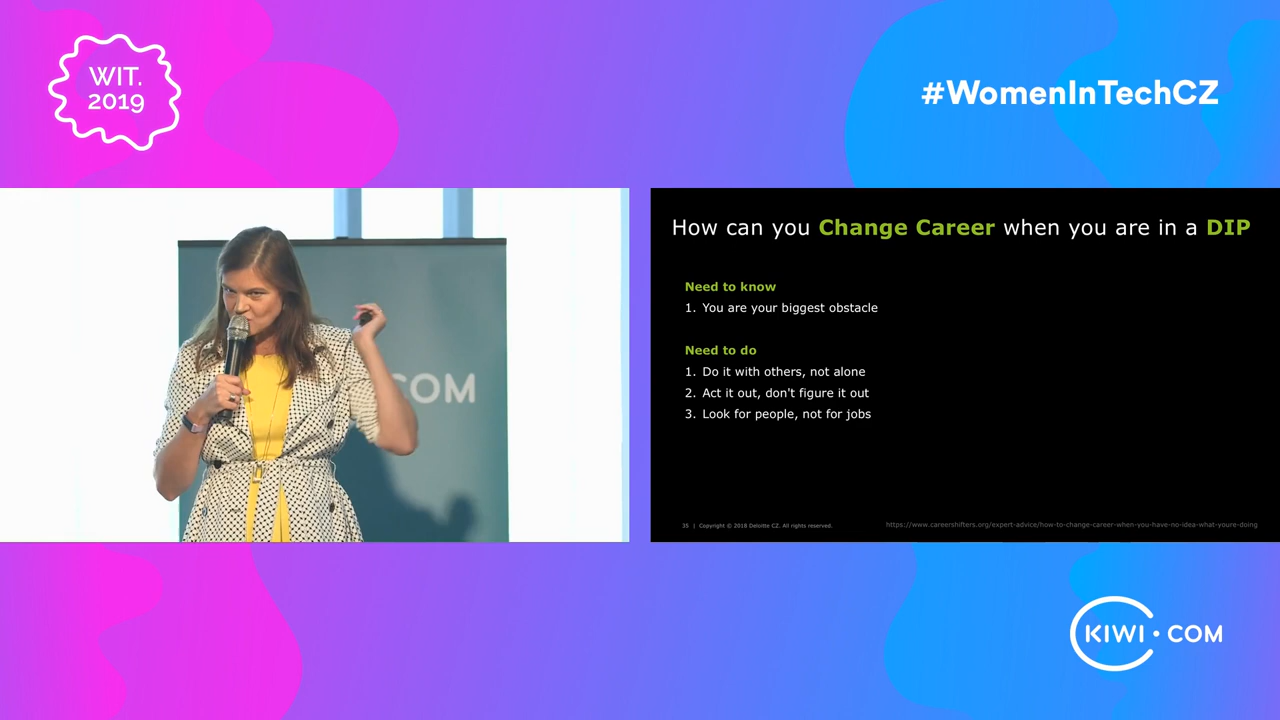 WIT.
2019
#WomenInTechCZ
COM
How can you Change Career when you are in a DIP
Need to know
1. You are your biggest obstacle
Need to do
1. Do it with others, not alone
2. Act it out, don't figure it out
3. Look for people, not for jobs
35 | Copyright © 2018 Deloitte CZ. All rights reserved.
https://www.careershifters.org/expert-advice/how-to-change-career-when-you-have-no-idea-what-youre-doing
KIWI.COM